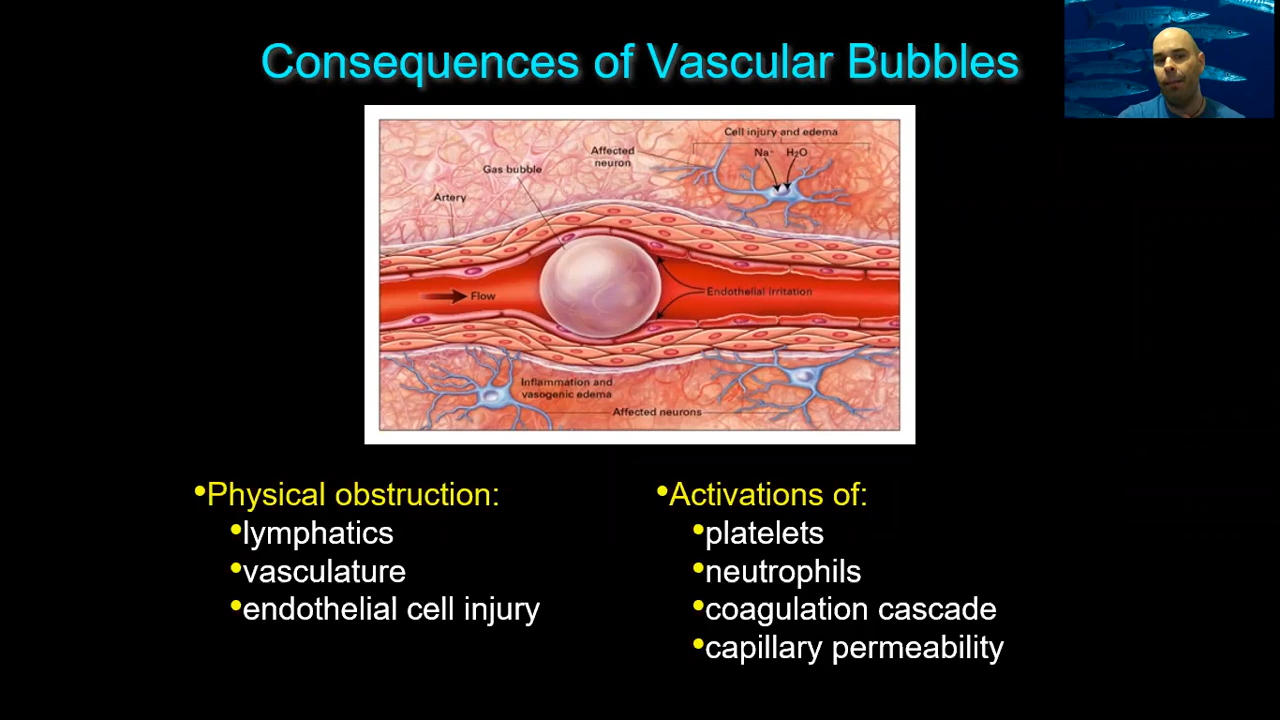 Consequences of Vascular Bubbles
Cell injury and edema
Affected
neuron
Na⁺ H₂O
Gas bubble
Artery
Flow
Endothelial irritation
Inflammation and
vasogenic edema
Affected neurons
•Physical obstruction:
•lymphatics
•vasculature
•endothelial cell injury
•Activations of:
•platelets
•neutrophils
•coagulation cascade
•capillary permeability